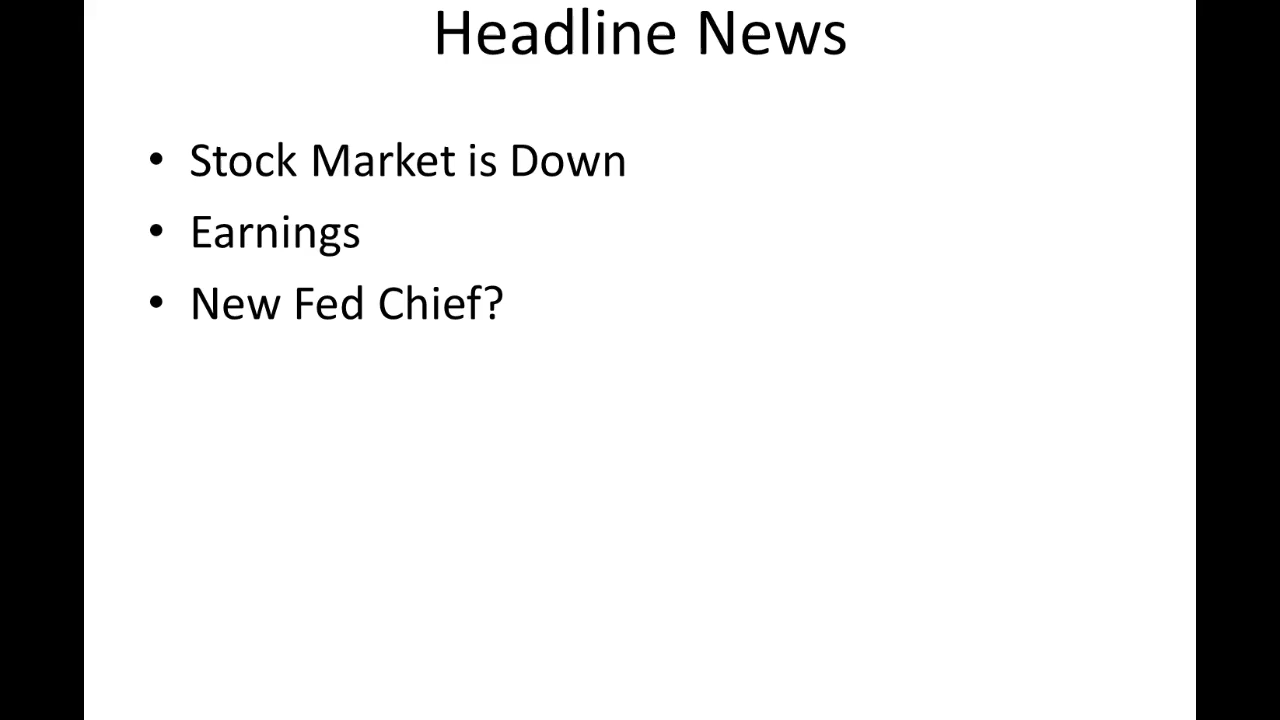 Headline News
• Stock Market is Down
• Earnings
• New Fed Chief?